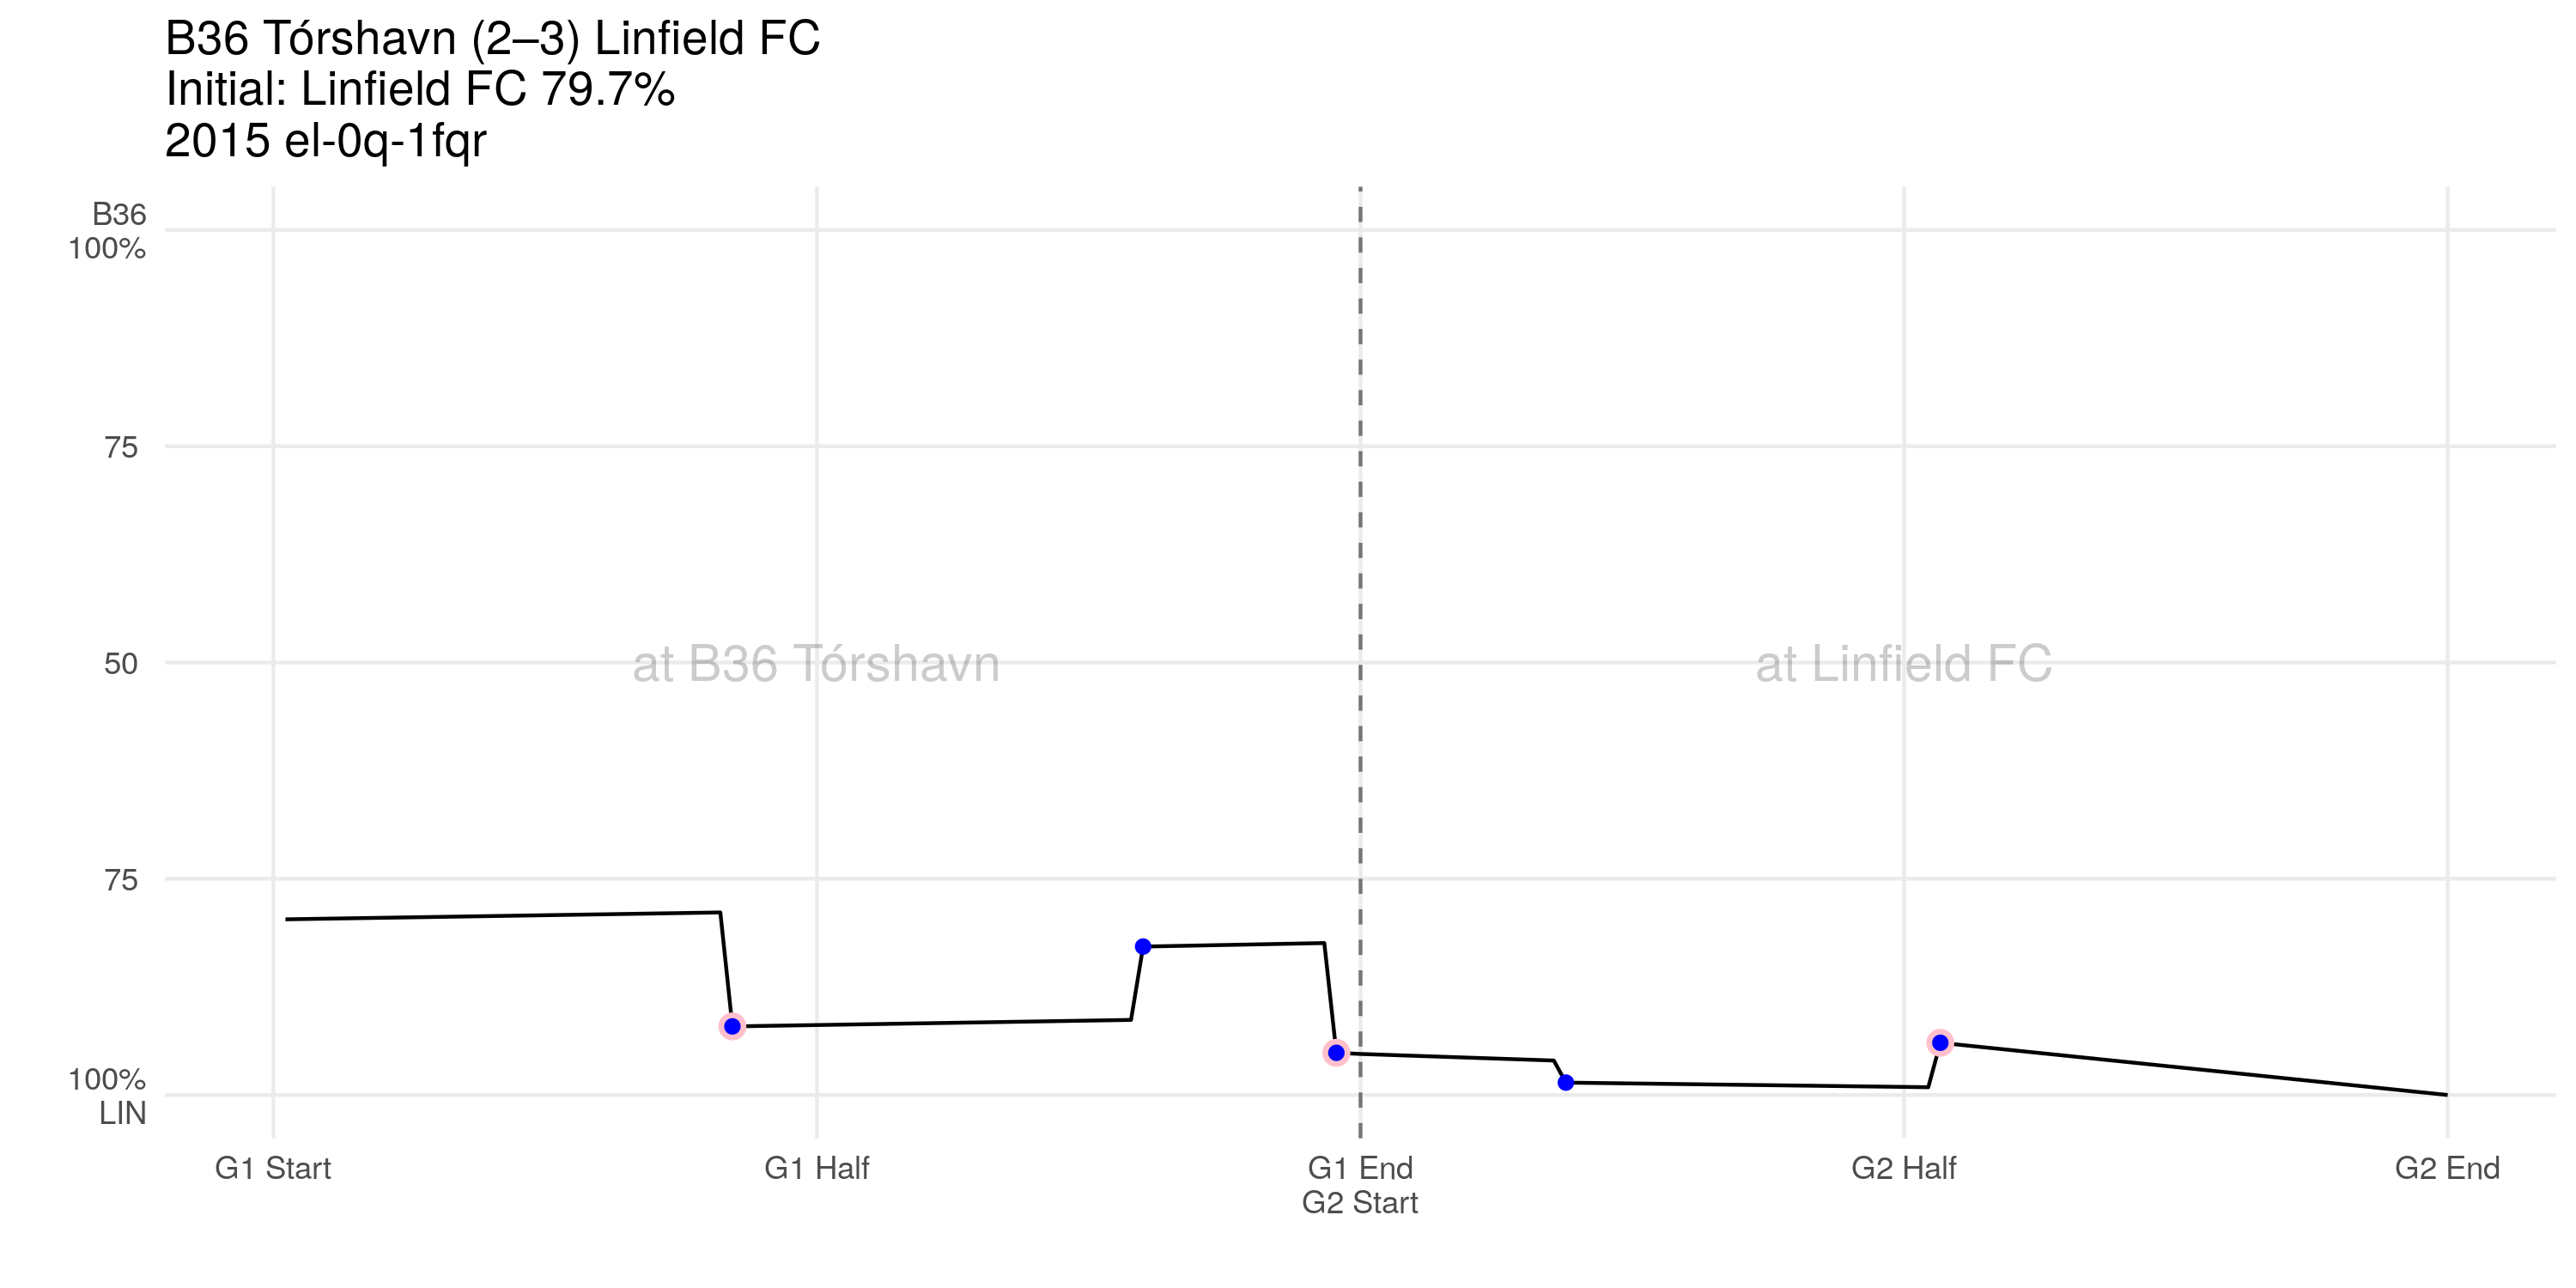 B36 Tórshavn (2–3) Linfield FC
Initial: Linfield FC 79.7%
2015 el-0q-1fqr
B36
100%
75
50
75
100%
LIN
at B36 Tórshavn
at Linfield FC
G1 Start
G1 Half
G1 End
G2 Start
G2 Half
G2 End